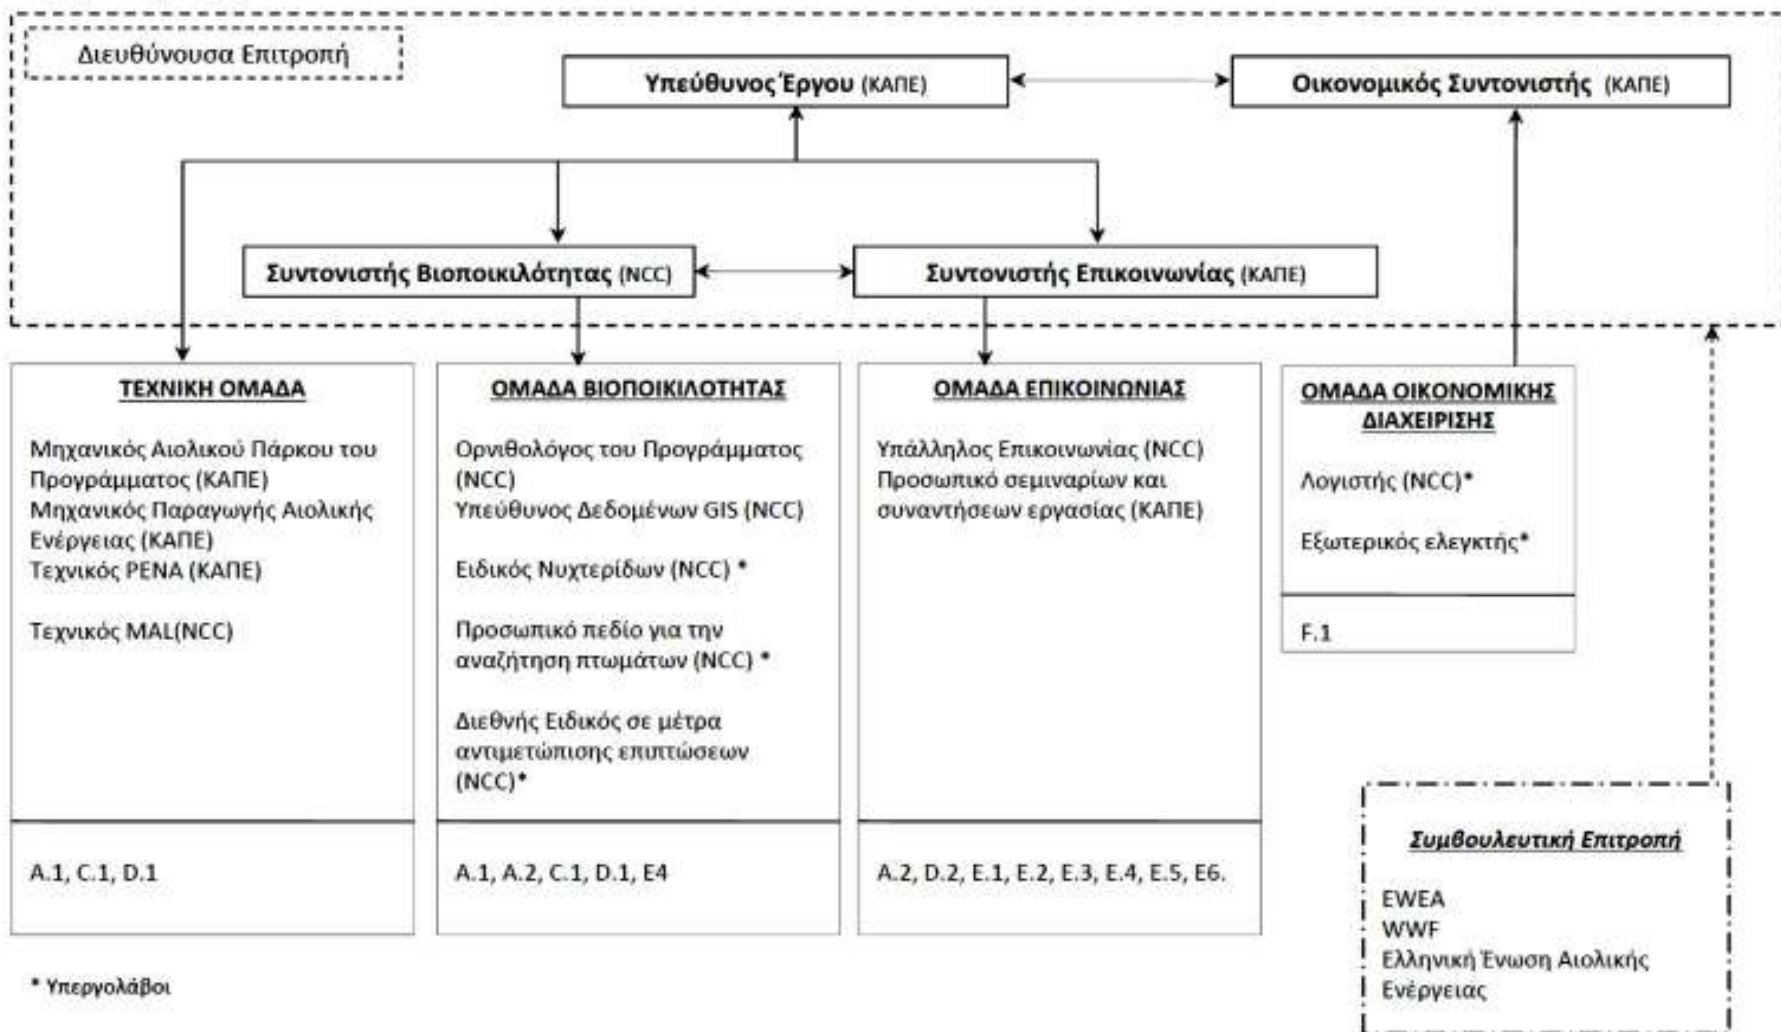 Διευθύνουσα Επιτροπή
Υπεύθυνος Έργου (ΚΑΠΕ)
Οικονομικός Συντονιστής (ΚΑΠΕ)
Συντονιστής Βιοποικιλότητας (NCC)
Συντονιστής Επικοινωνίας (ΚΑΠΕ)
ΤΕΧΝΙΚΗ ΟΜΑΔΑ
Μηχανικός Αιολικού Πάρκου του
Προγράμματος (ΚΑΠΕ)
Μηχανικός Παραγωγής Αιολικής
Ενέργειας (ΚΑΠΕ)
Τεχνικός PENA (ΚΑΠΕ)
Τεχνικός MAL(NCC)
A.1, C.1, D.1
ΟΜΑΔΑ ΒΙΟΠΟΙΚΙΛΟΤΗΤΑΣ
Ορνιθολόγος του Προγράμματος
(NCC)
Υπεύθυνος Δεδομένων GIS (NCC)
Ειδικός Νυχτερίδων (NCC) *
Προσωπικό πεδίο για την
αναζήτηση πτωμάτων (NCC) *
Διεθνής Ειδικός σε μέτρα
αντιμετώπισης επιπτώσεων
(NCC)*
A.1, A.2, C.1, D.1, E4
ΟΜΑΔΑ ΕΠΙΚΟΙΝΩΝΙΑΣ
Υπάλληλος Επικοινωνίας (NCC)
Προσωπικό σεμιναρίων και
συναντήσεων εργασίας (ΚΑΠΕ)
A.2, D.2, E.1, E.2, E.3, E.4, E.5, E6.
ΟΜΑΔΑ ΟΙΚΟΝΟΜΙΚΗΣ
ΔΙΑΧΕΙΡΙΣΗΣ
Λογιστής (NCC)*
Εξωτερικός ελεγκτής*
F.1
Συμβουλευτική Επιτροπή
EWEA
WWF
Ελληνική Ένωση Αιολικής
Ενέργειας
* Υπεργολάβοι